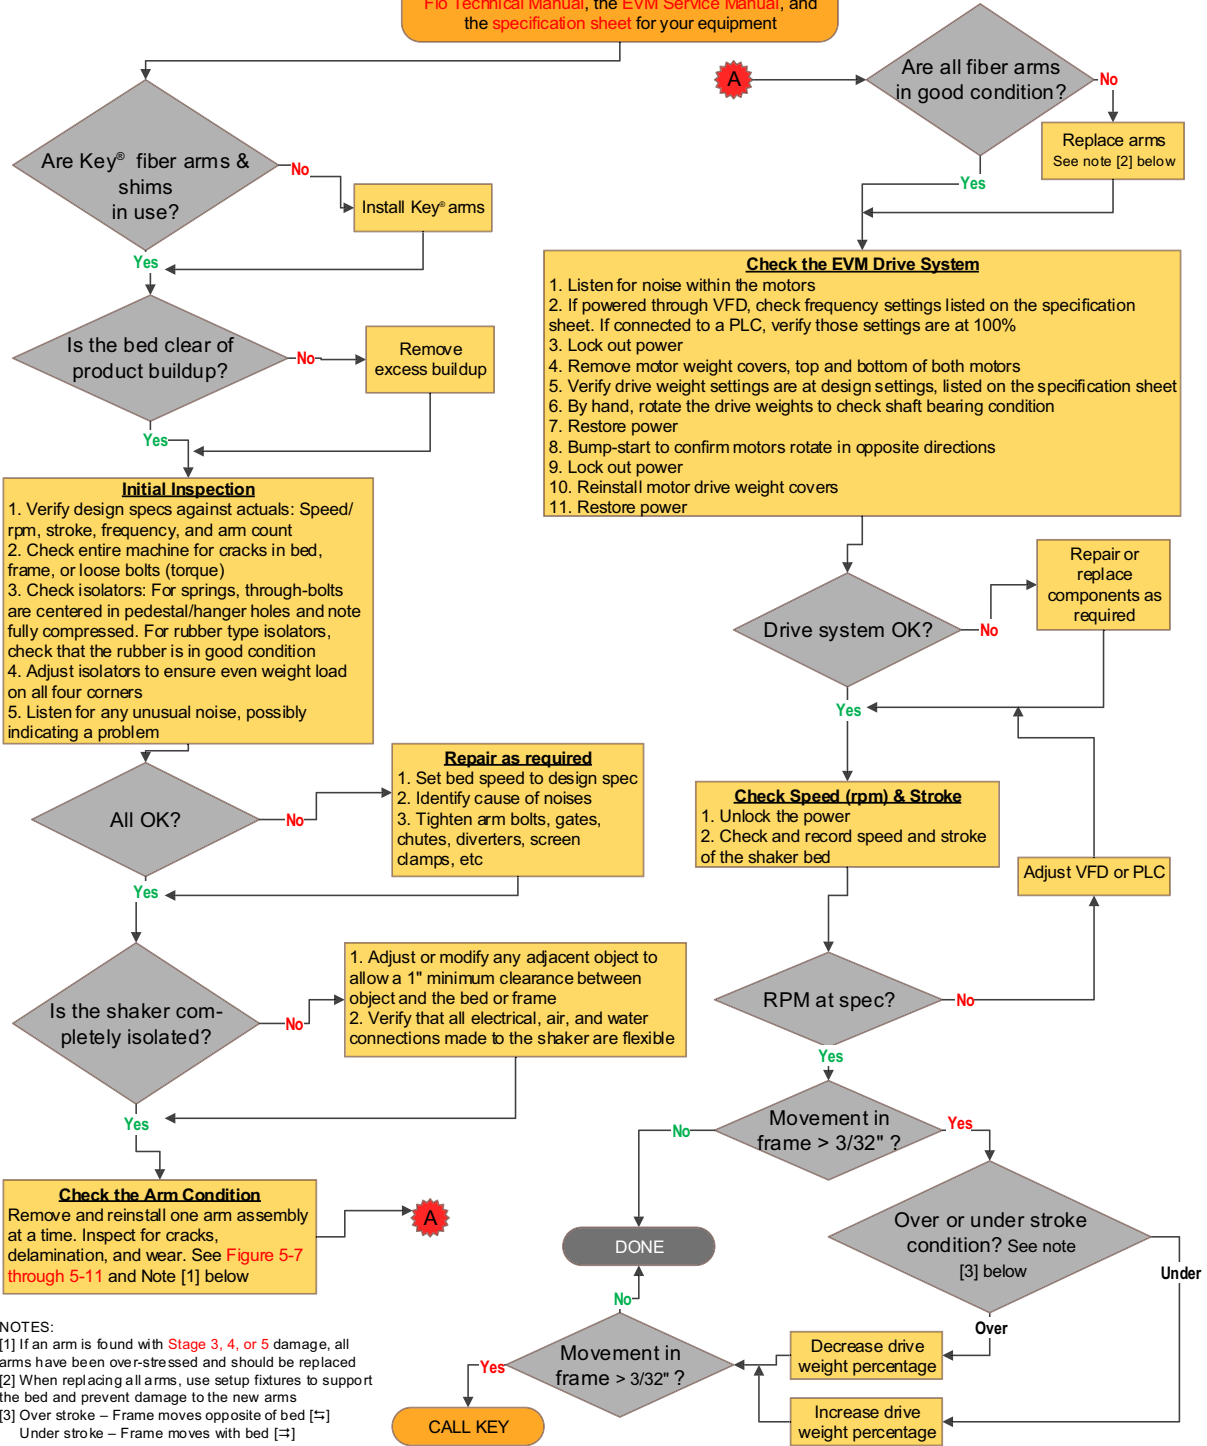 Flo Technical Manual, the EVM Service Manual, and
the specification sheet for your equipment
Are Key® fiber arms &
shims
in use?
No
Install Key® arms
Yes
Is the bed clear of
product buildup?
No
Remove
excess buildup
Yes
Initial Inspection
1. Verify design specs against actuals: Speed/
rpm, stroke, frequency, and arm count
2. Check entire machine for cracks in bed,
frame, or loose bolts (torque)
3. Check isolators: For springs, through-bolts
are centered in pedestal/hanger holes and note
fully compressed. For rubber type isolators,
check that the rubber is in good condition
4. Adjust isolators to ensure even weight load
on all four corners
5. Listen for any unusual noise, possibly
indicating a problem
All OK?
No
Repair as required
1. Set bed speed to design spec
2. Identify cause of noises
3. Tighten arm bolts, gates,
chutes, diverters, screen
clamps, etc
Yes
Is the shaker com-
pletely isolated?
No
1. Adjust or modify any adjacent object to
allow a 1" minimum clearance between
object and the bed or frame
2. Verify that all electrical, air, and water
connections made to the shaker are flexible
Yes
Check the Arm Condition
Remove and reinstall one arm assembly
at a time. Inspect for cracks,
delamination, and wear. See Figure 5-7
through 5-11 and Note [1] below
A
NOTES:
[1] If an arm is found with Stage 3, 4, or 5 damage, all
arms have been over-stressed and should be replaced
[2] When replacing all arms, use setup fixtures to support
the bed and prevent damage to the new arms
[3] Over stroke – Frame moves opposite of bed [⇆]
Under stroke – Frame moves with bed [⇉]
A
Are all fiber arms
in good condition?
No
Replace arms
See note [2] below
Yes
Check the EVM Drive System
1. Listen for noise within the motors
2. If powered through VFD, check frequency settings listed on the specification
sheet. If connected to a PLC, verify those settings are at 100%
3. Lock out power
4. Remove motor weight covers, top and bottom of both motors
5. Verify drive weight settings are at design settings, listed on the specification sheet
6. By hand, rotate the drive weights to check shaft bearing condition
7. Restore power
8. Bump-start to confirm motors rotate in opposite directions
9. Lock out power
10. Reinstall motor drive weight covers
11. Restore power
Drive system OK?
No
Repair or
replace
components as
required
Yes
Check Speed (rpm) & Stroke
1. Unlock the power
2. Check and record speed and stroke
of the shaker bed
Adjust VFD or PLC
RPM at spec?
No
Yes
Movement in
frame > 3/32" ?
No
Yes
DONE
Over or under stroke
condition? See note
[3] below
Under
Over
Decrease drive
weight percentage
Increase drive
weight percentage
Movement in
frame > 3/32" ?
No
Yes
CALL KEY